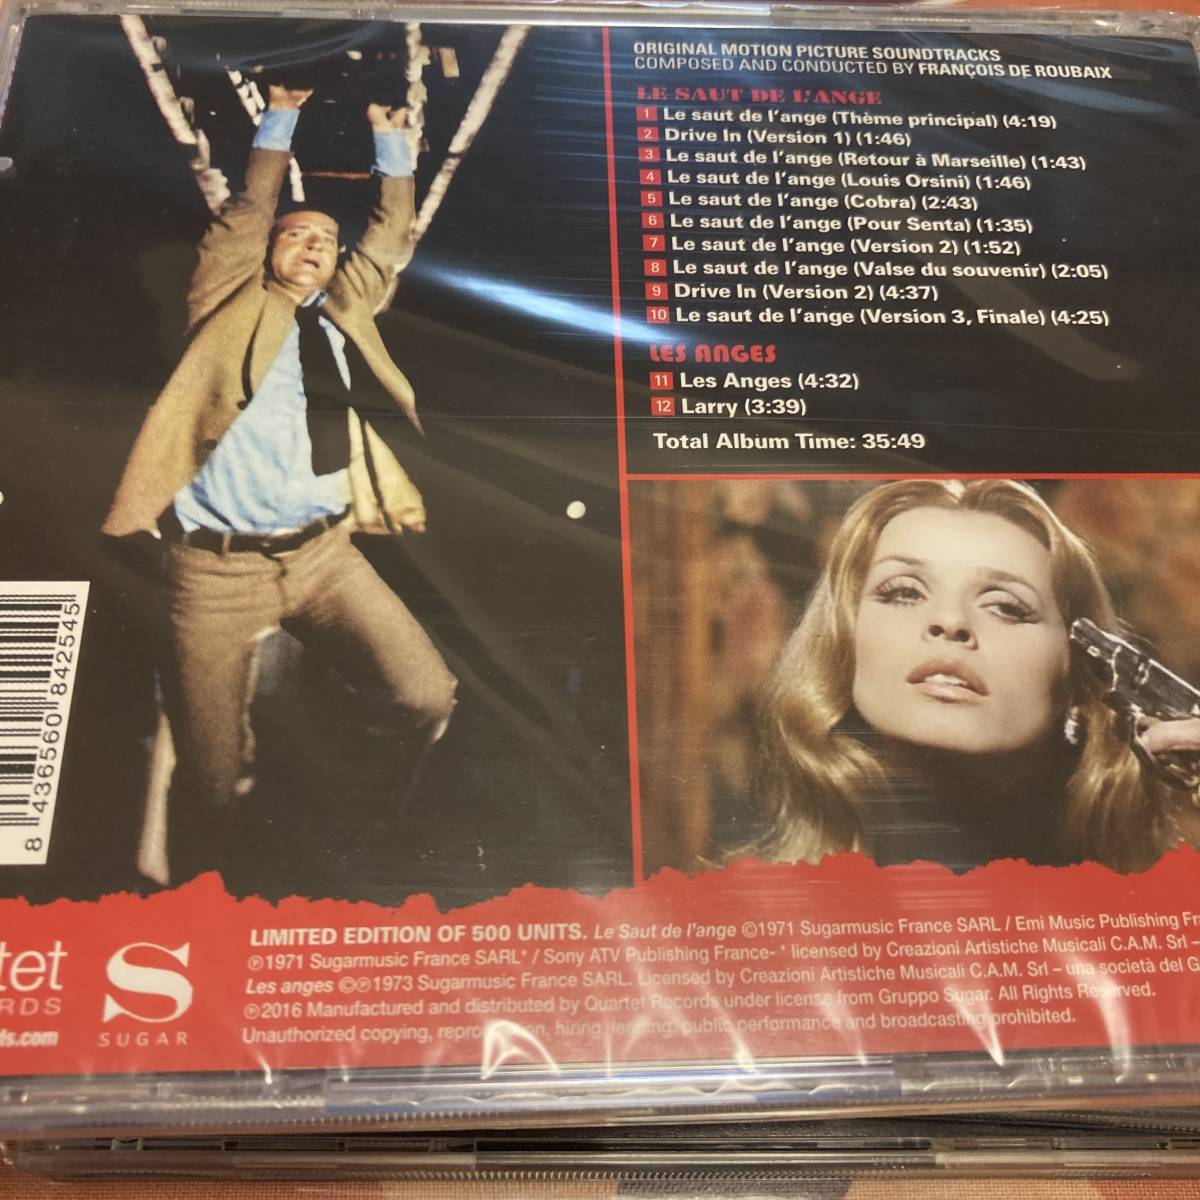 ORIGINAL MOTION PICTURE SOUNDTRACKS
COMPOSED AND CONDUCTED BY FRANÇOIS DE ROUBAIX
LE SAUT DE L'ANGE
1 Le saut de l'ange (Thème principal) (4:19)
2 Drive In (Version 1) (1:46)
3 Le saut de l'ange (Retour à Marseille) (1:43)
4 Le saut de l'ange (Louis Orsini) (1:46)
5 Le saut de l'ange (Cobra) (2:43)
6 Le saut de l'ange (Pour Senta) (1:35)
7 Le saut de l'ange (Version 2) (1:52)
8 Le saut de l'ange (Valse du souvenir) (2:05)
9 Drive In (Version 2) (4:37)
10 Le saut de l'ange (Version 3, Finale) (4:25)
LES ANGES
11 Les Anges (4:32)
12 Larry (3:39)
Total Album Time: 35:49
8 436560 842545
tet
RDS
ds.com
S
SUGAR
LIMITED EDITION OF 500 UNITS. Le Saut de l'ange ©1971 Sugarmusic France SARL / Emi Music Publishing Fr
℗1971 Sugarmusic France SARL* / Sony ATV Publishing France- * licensed by Creazioni Artistiche Musicali C.A.M. Srl –
Les anges ©℗1973 Sugarmusic France SARL. Licensed by Creazioni Artistiche Musicali C.A.M. Srl – una società del G
℗2016 Manufactured and distributed by Quartet Records under license from Gruppo Sugar. All Rights Reserved.
Unauthorized copying, reproduction, hiring, lending, public performance and broadcasting prohibited.